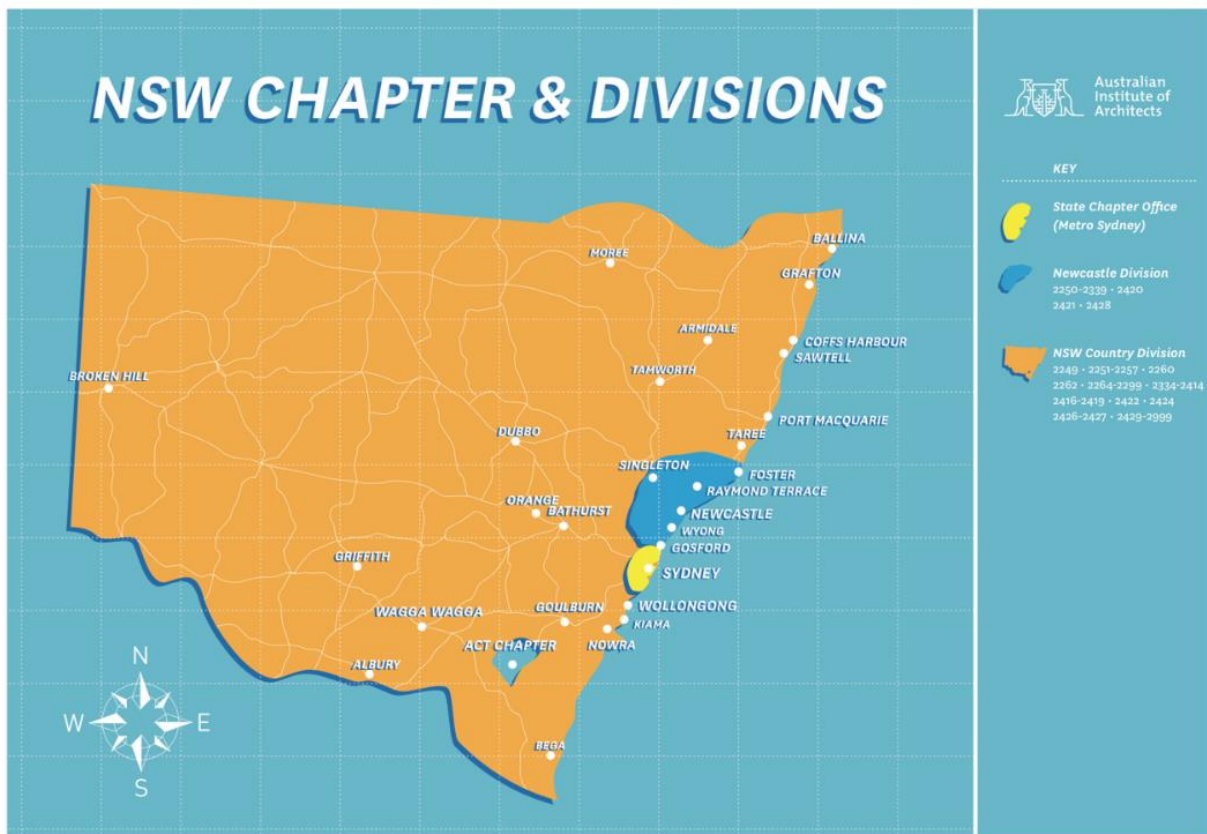 NSW CHAPTER & DIVISIONS
Australian
Institute of
Architects
KEY
State Chapter Office
(Metro Sydney)
Newcastle Division
2250-2339 • 2420
2421 • 2428
NSW Country Division
2249 • 2251-2257 • 2260
2262 • 2264-2299 • 2334-2414
2416-2419 • 2422 • 2424
2426-2427 • 2429-2999
BALLINA
MOREE
GRAFTON
ARMIDALE
COFFS HARBOUR
SAWTELL
TAMWORTH
BROKEN HILL
PORT MACQUARIE
DUBBO
TAREE
SINGLETON
FOSTER
RAYMOND TERRACE
ORANGE
BATHURST
NEWCASTLE
WYONG
GOSFORD
GRIFFITH
SYDNEY
WOLLONGONG
GOULBURN
WAGGA WAGGA
KIAMA
ACT CHAPTER
NOWRA
ALBURY
BEGA
N
W
E
S